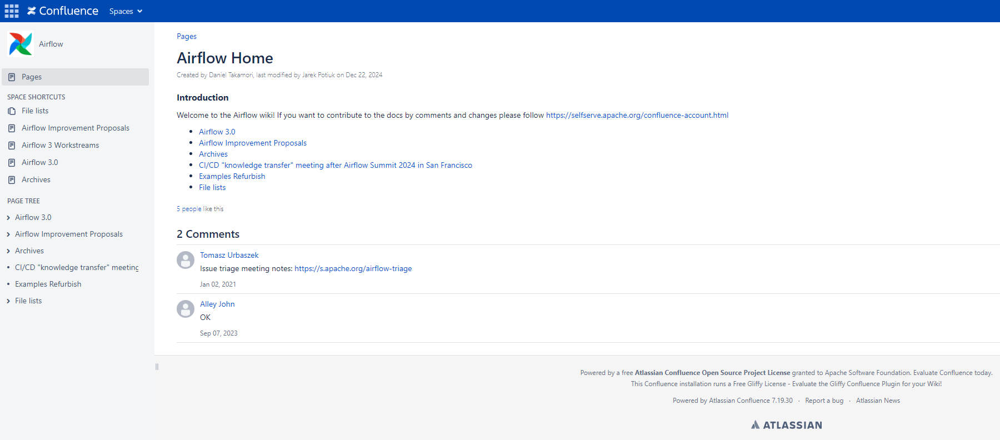 Confluence Spaces
Airflow
Pages
SPACE SHORTCUTS
File lists
Airflow Improvement Proposals
Airflow 3 Workstreams
Airflow 3.0
Archives
PAGE TREE
Airflow 3.0
Airflow Improvement Proposals
Archives
CI/CD "knowledge transfer" meeting
Examples Refurbish
File lists
Pages
Airflow Home
Created by Daniel Takamori, last modified by Jarek Potiuk on Dec 22, 2024
Introduction
Welcome to the Airflow wiki! If you want to contribute to the docs by comments and changes please follow https://selfserve.apache.org/confluence-account.html
• Airflow 3.0
• Airflow Improvement Proposals
• Archives
• CI/CD "knowledge transfer" meeting after Airflow Summit 2024 in San Francisco
• Examples Refurbish
• File lists
5 people like this
2 Comments
Tomasz Urbaszek
Issue triage meeting notes: https://s.apache.org/airflow-triage
Jan 02, 2021
Alley John
OK
Sep 07, 2023
Powered by a free Atlassian Confluence Open Source Project License granted to Apache Software Foundation. Evaluate Confluence today.
This Confluence installation runs a Free Gliffy License - Evaluate the Gliffy Confluence Plugin for your Wiki!
Powered by Atlassian Confluence 7.19.30 · Report a bug · Atlassian News
ATLASSIAN